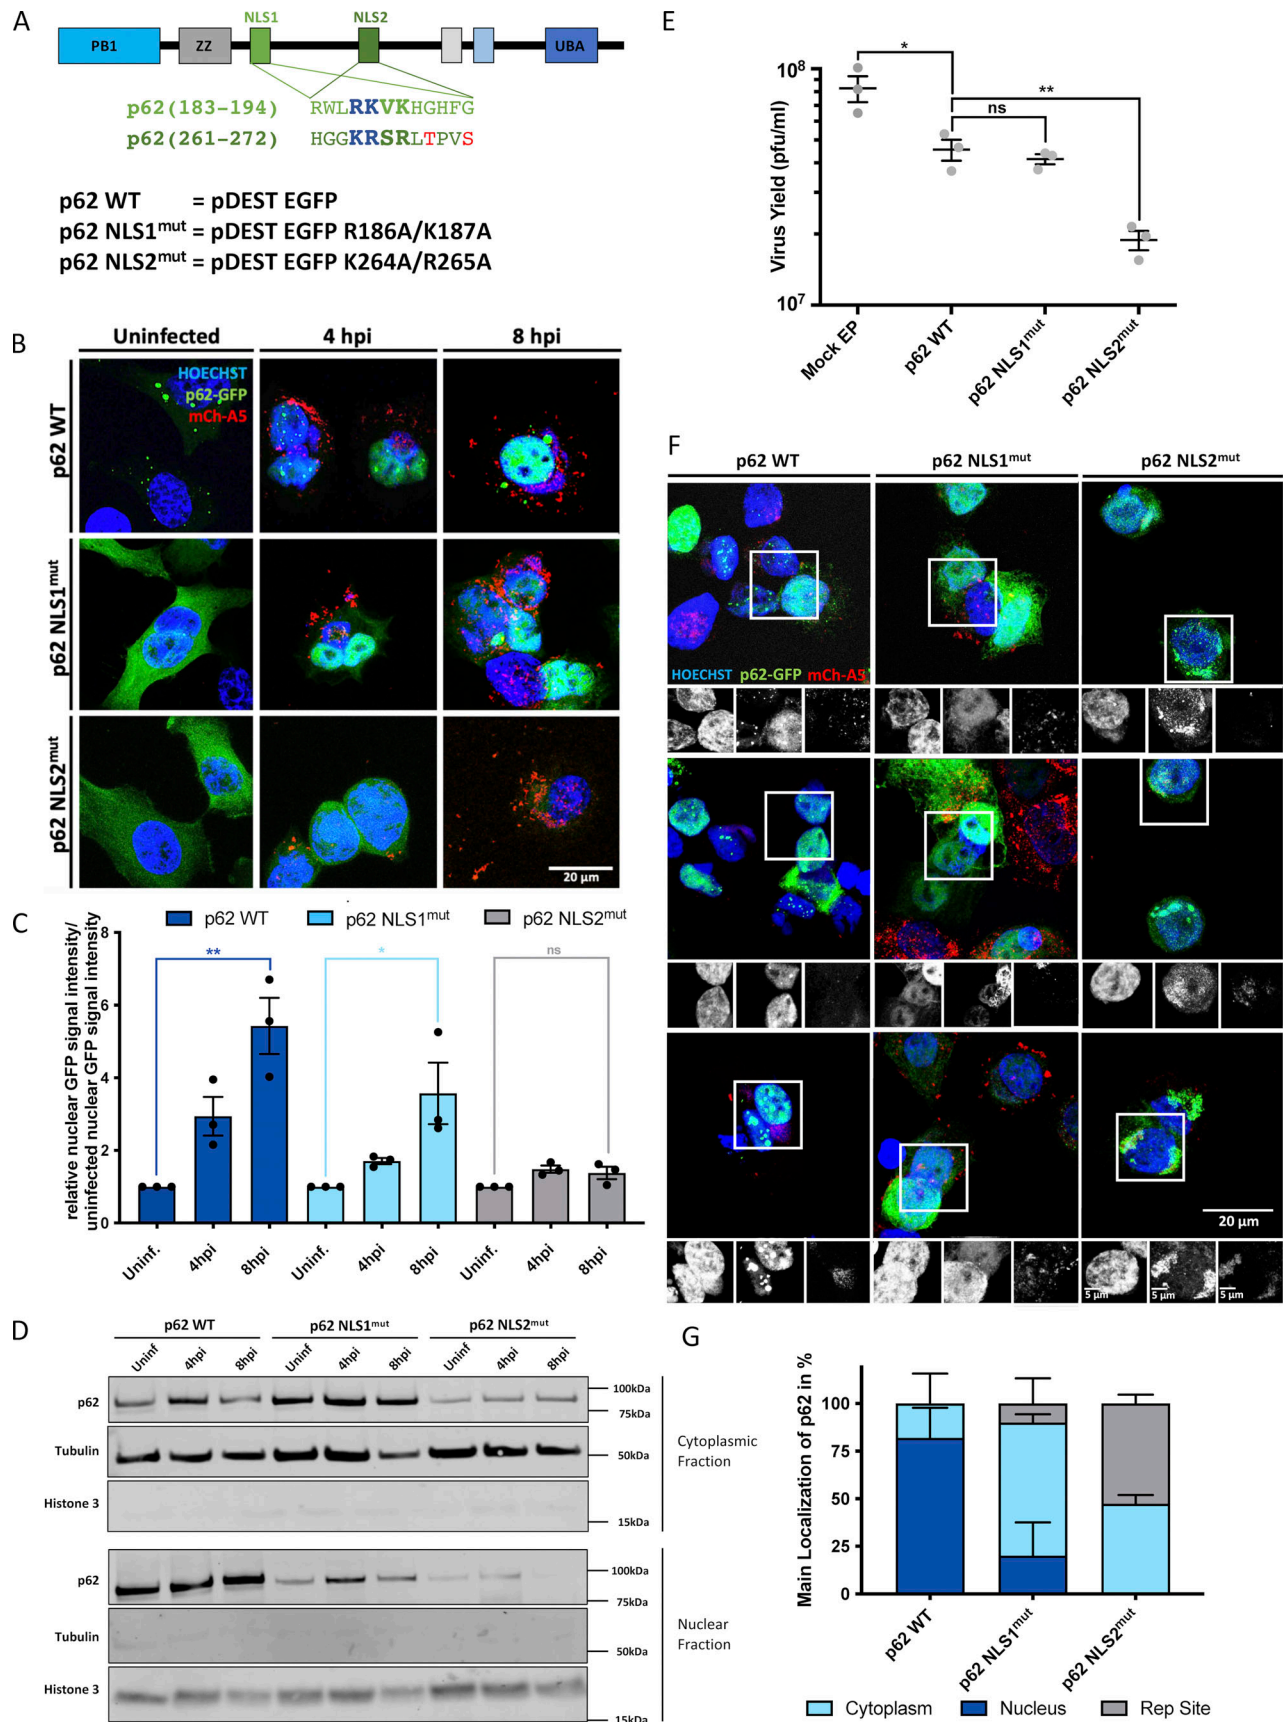 A
NLS1
NLS2
PB1
ZZ
UBA
p62(183-194) RWLRKVKHGHFG
p62(261-272) HGGKRSRLTPVS
p62 WT = pDEST EGFP
p62 NLS1mut = pDEST EGFP R186A/K187A
p62 NLS2mut = pDEST EGFP K264A/R265A
B
Uninfected 4 hpi 8 hpi
HOECHST
p62-GFP
mCh-A5
p62 WT
p62 NLS1mut
p62 NLS2mut
20 μm
C
p62 WT p62 NLS1mut p62 NLS2mut
relative nuclear GFP signal intensity/
uninfected nuclear GFP signal intensity
8
6
4
2
0
** * ns
Uninf. 4hpi 8hpi Uninf. 4hpi 8hpi Uninf. 4hpi 8hpi
D
p62 WT p62 NLS1mut p62 NLS2mut
Uninf 4hpi 8hpi Uninf 4hpi 8hpi Uninf 4hpi 8hpi
p62
100kDa
75kDa
Tubulin
50kDa
Histone 3
15kDa
Cytoplasmic
Fraction
p62
100kDa
75kDa
Tubulin
50kDa
Histone 3
15kDa
Nuclear
Fraction
E
Virus Yield (pfu/ml)
108
107
*
**
ns
Mock EP
p62 WT
p62 NLS1mut
p62 NLS2mut
F
p62 WT p62 NLS1mut p62 NLS2mut
HOECHST p62-GFP mCh-A5
20 μm
5 μm 5 μm 5 μm
G
Main Localization of p62 in %
100
75
50
25
0
p62 WT
p62 NLS1mut
p62 NLS2mut
Cytoplasm Nucleus Rep Site